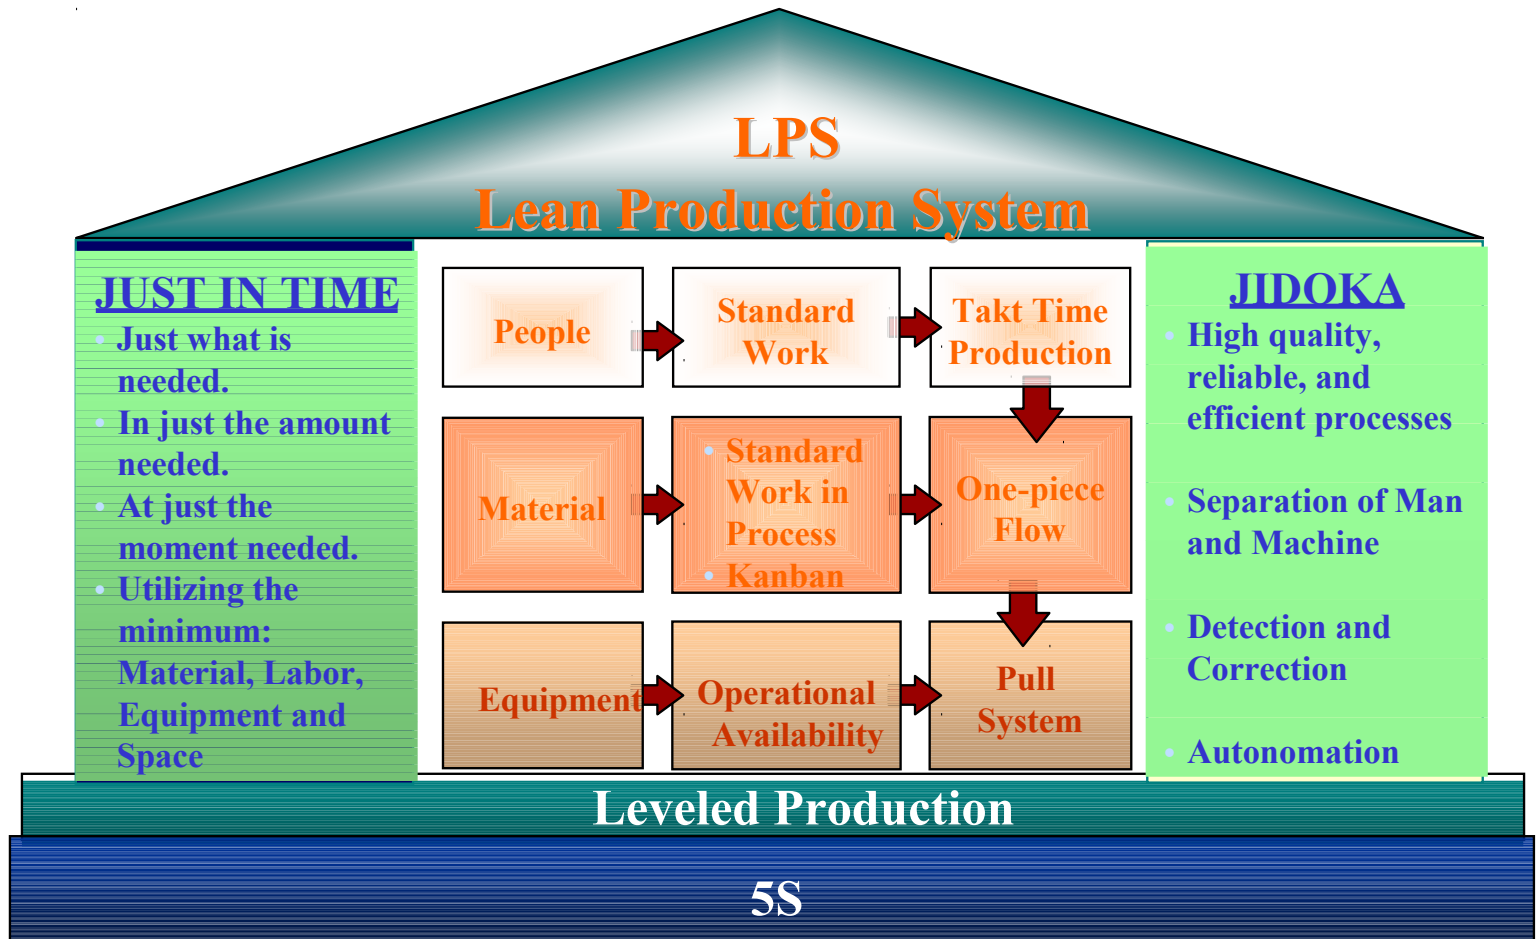 LPS
Lean Production System
JUST IN TIME
• Just what is
needed.
• In just the amount
needed.
• At just the
moment needed.
• Utilizing the
minimum:
Material, Labor,
Equipment and
Space
People
Standard
Work
Takt Time
Production
Material
• Standard
Work in
Process
• Kanban
One-piece
Flow
Equipment
Operational
Availability
Pull
System
JIDOKA
• High quality,
reliable, and
efficient processes
• Separation of Man
and Machine
• Detection and
Correction
• Autonomation
Leveled Production
5S